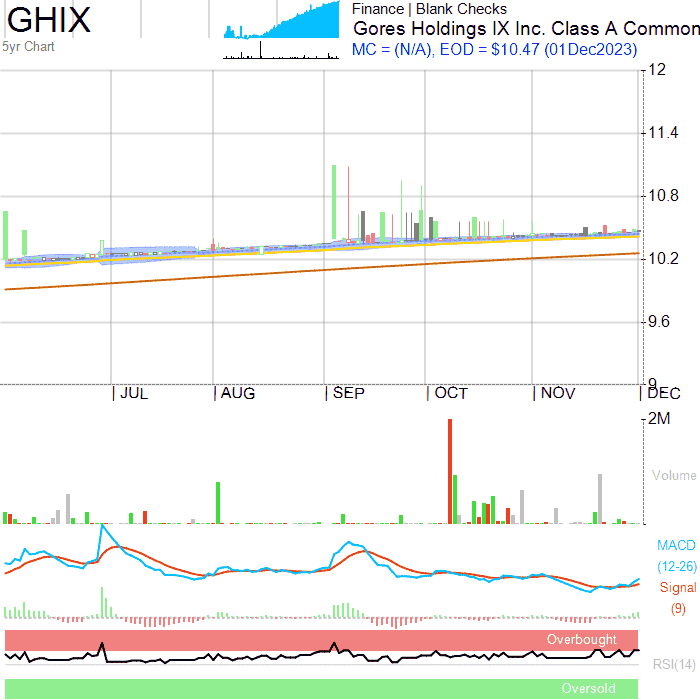 GHIX
5yr Chart
Finance | Blank Checks
Gores Holdings IX Inc. Class A Common
MC = (N/A), EOD = $10.47 (01Dec2023)
12
11.4
10.8
10.2
9.6
9
JUL
AUG
SEP
OCT
NOV
DEC
2M
Volume
MACD
(12-26)
Signal
(9)
Overbought
RSI(14)
Oversold